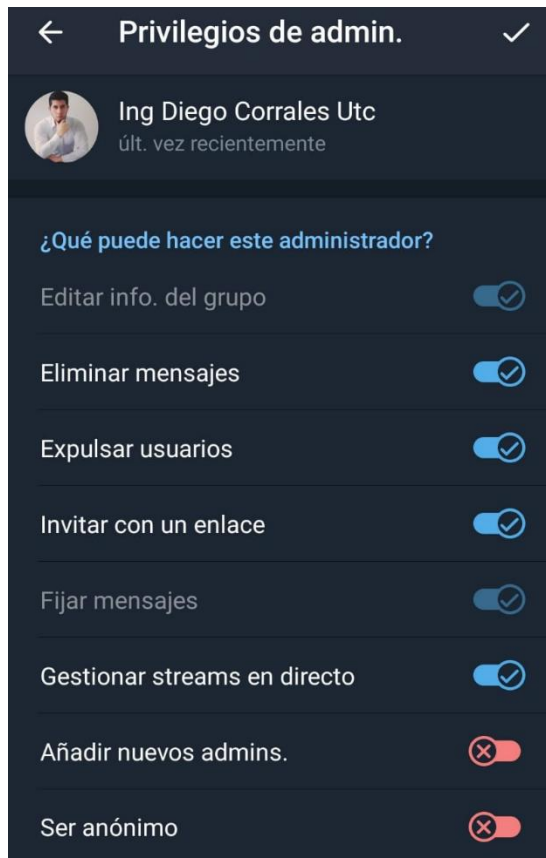 Privilegios de admin.
Ing Diego Corrales Utc
últ. vez recientemente
¿Qué puede hacer este administrador?
Editar info. del grupo
Eliminar mensajes
Expulsar usuarios
Invitar con un enlace
Fijar mensajes
Gestionar streams en directo
Añadir nuevos admins.
Ser anónimo